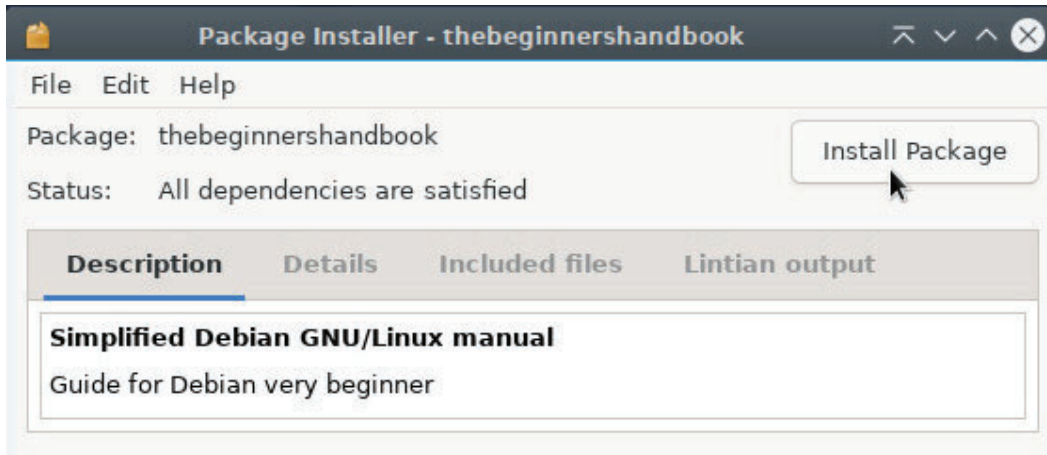 Package Installer - thebeginnershandbook
File Edit Help
Package: thebeginnershandbook
Install Package
Status: All dependencies are satisfied
Description Details Included files Lintian output
Simplified Debian GNU/Linux manual
Guide for Debian very beginner